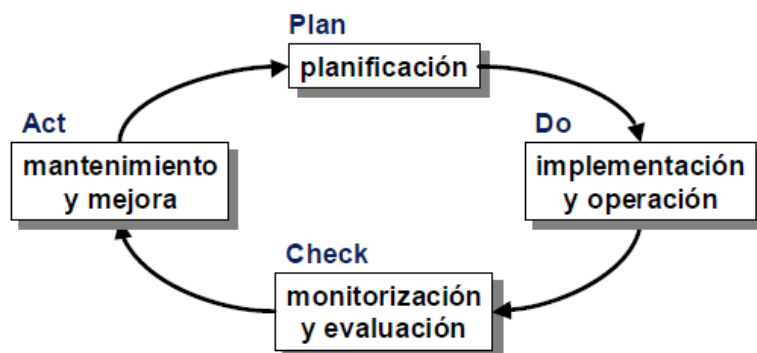 Plan
planificación
Act
mantenimiento
y mejora
Do
implementación
y operación
Check
monitorización
y evaluación